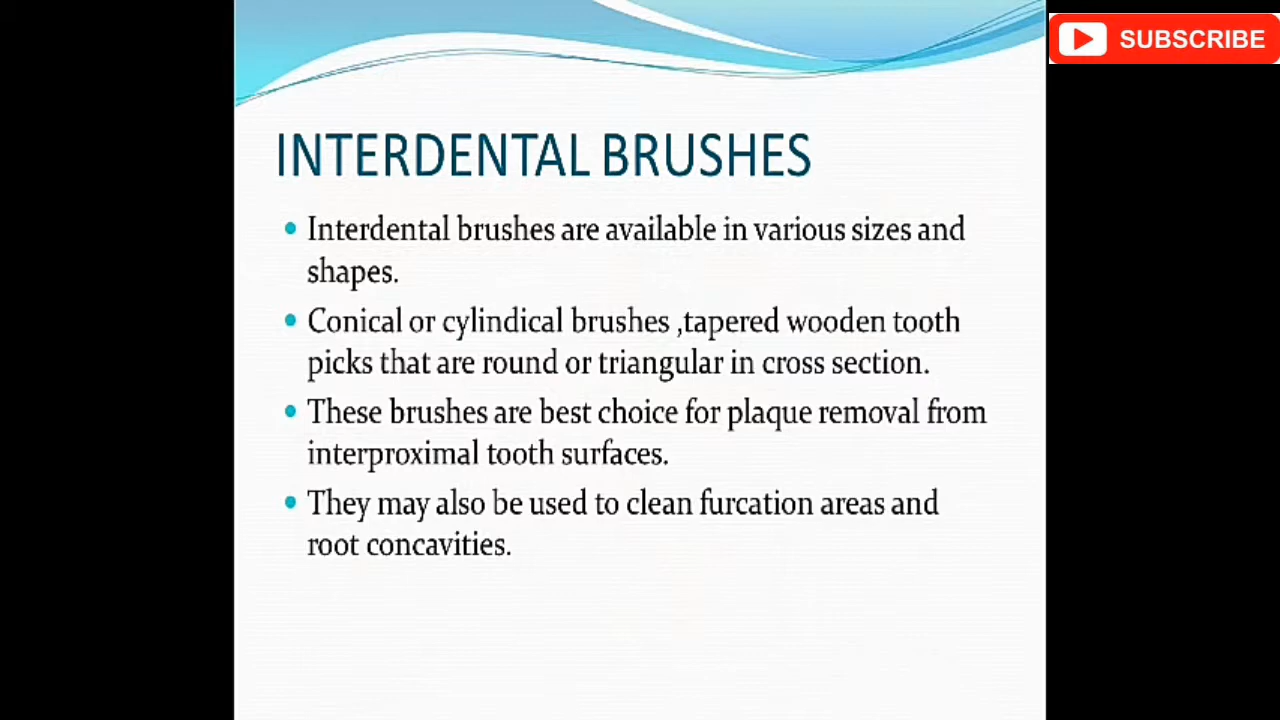 SUBSCRIBE
INTERDENTAL BRUSHES
• Interdental brushes are available in various sizes and
shapes.
• Conical or cylindical brushes ,tapered wooden tooth
picks that are round or triangular in cross section.
• These brushes are best choice for plaque removal from
interproximal tooth surfaces.
• They may also be used to clean furcation areas and
root concavities.